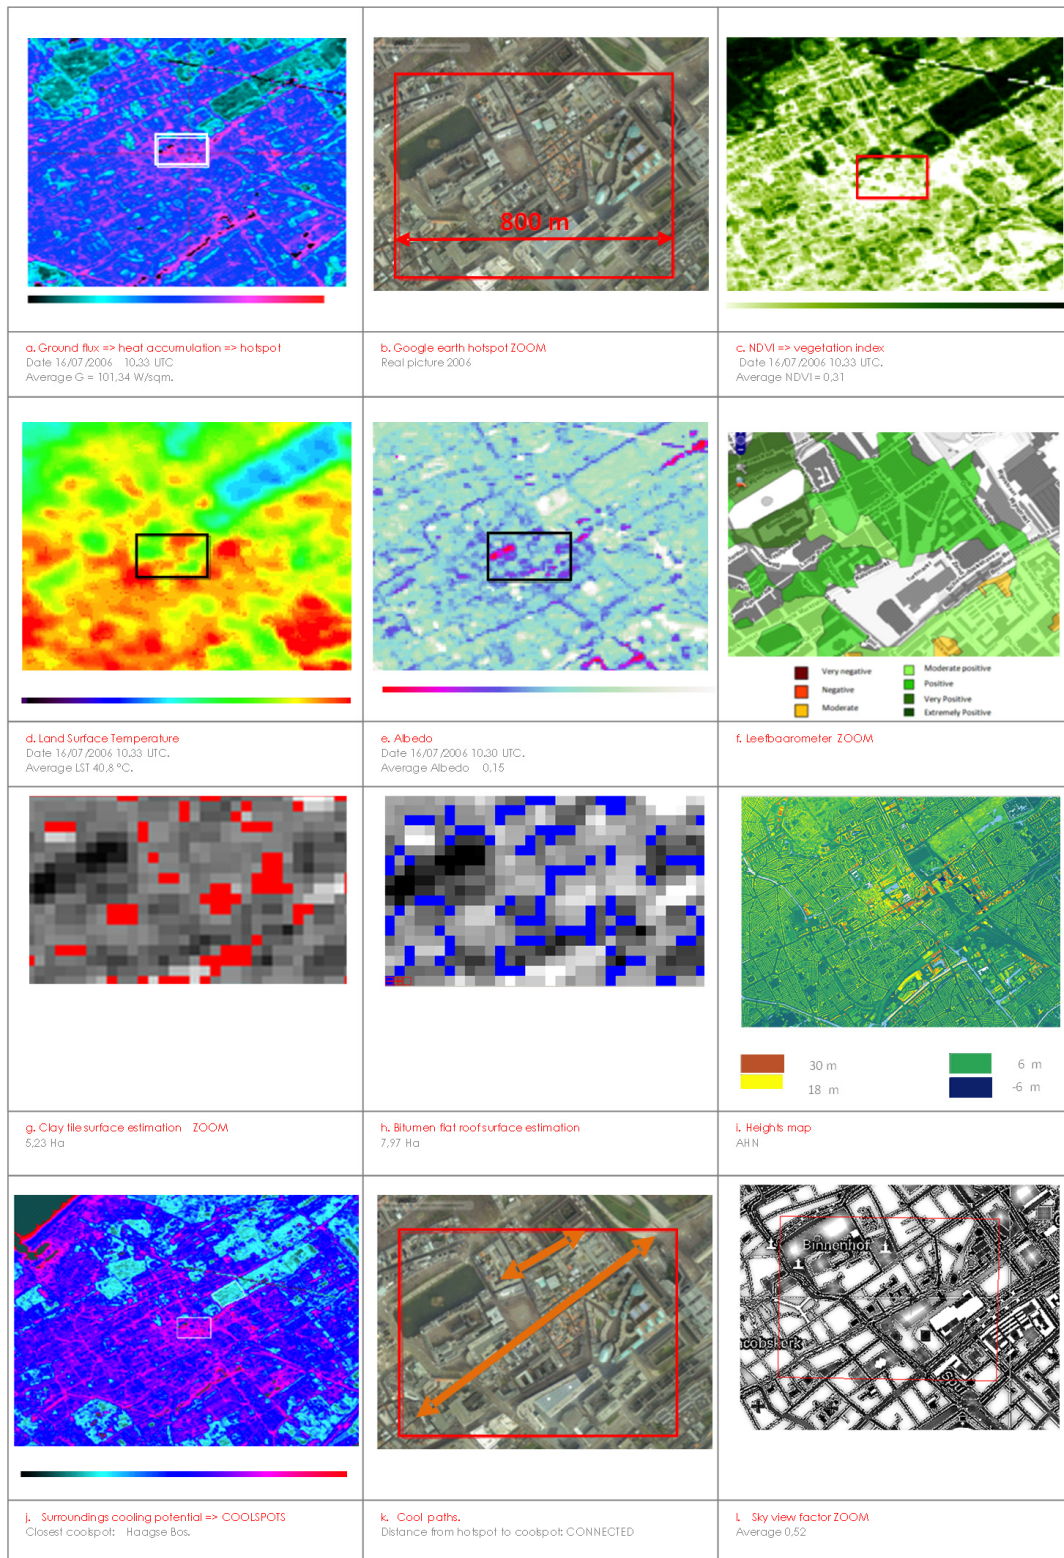 800 m
a. Ground flux => heat accumulation => hotspot
Date 16/07/2006 10.33 UTC
Average G = 101,34 W/sqm.
b. Google earth hotspot ZOOM
Real picture 2006
c. NDVI => vegetation index
Date 16/07/2006 10.33 UTC.
Average NDVI = 0,31
Very negative
Negative
Moderate
Moderate positive
Positive
Very Positive
Extremely Positive
d. Land Surface Temperature
Date 16/07/2006 10.33 UTC.
Average LST 40,8 °C.
e. Albedo
Date 16/07/2006 10.30 UTC.
Average Albedo 0,15
f. Leefbaarometer ZOOM
30 m
18 m
6 m
-6 m
g. Clay tile surface estimation ZOOM
5,23 Ha
h. Bitumen flat roof surface estimation
7,97 Ha
i. Heights map
AHN
Binnenhof
j. Surroundings cooling potential => COOLSPOTS
Closest coolspot: Haagse Bos.
k. Cool paths.
Distance from hotspot to coolspot: CONNECTED
l. Sky view factor ZOOM
Average 0,52